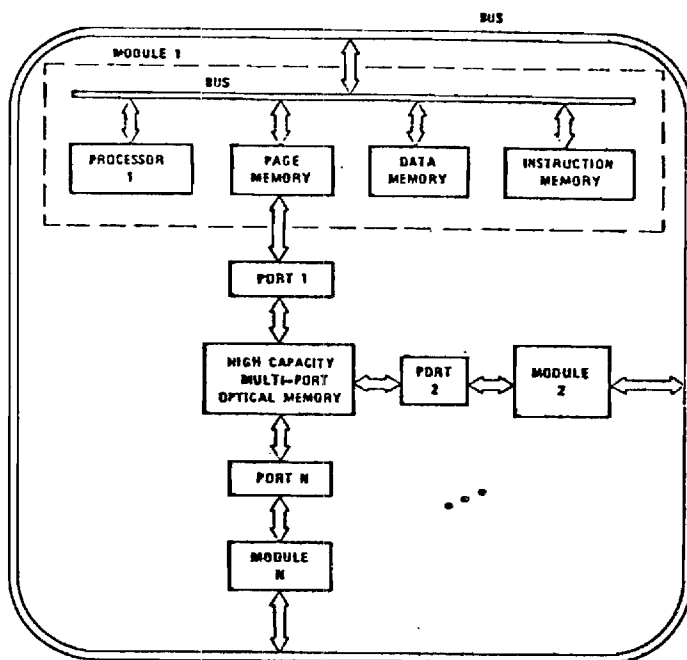 BUS
MODULE 1
BUS
PROCESSOR
1
PAGE
MEMORY
DATA
MEMORY
INSTRUCTION
MEMORY
PORT 1
HIGH CAPACITY
MULTI-PORT
OPTICAL MEMORY
PORT
2
MODULE
2
PORT N
MODULE
N